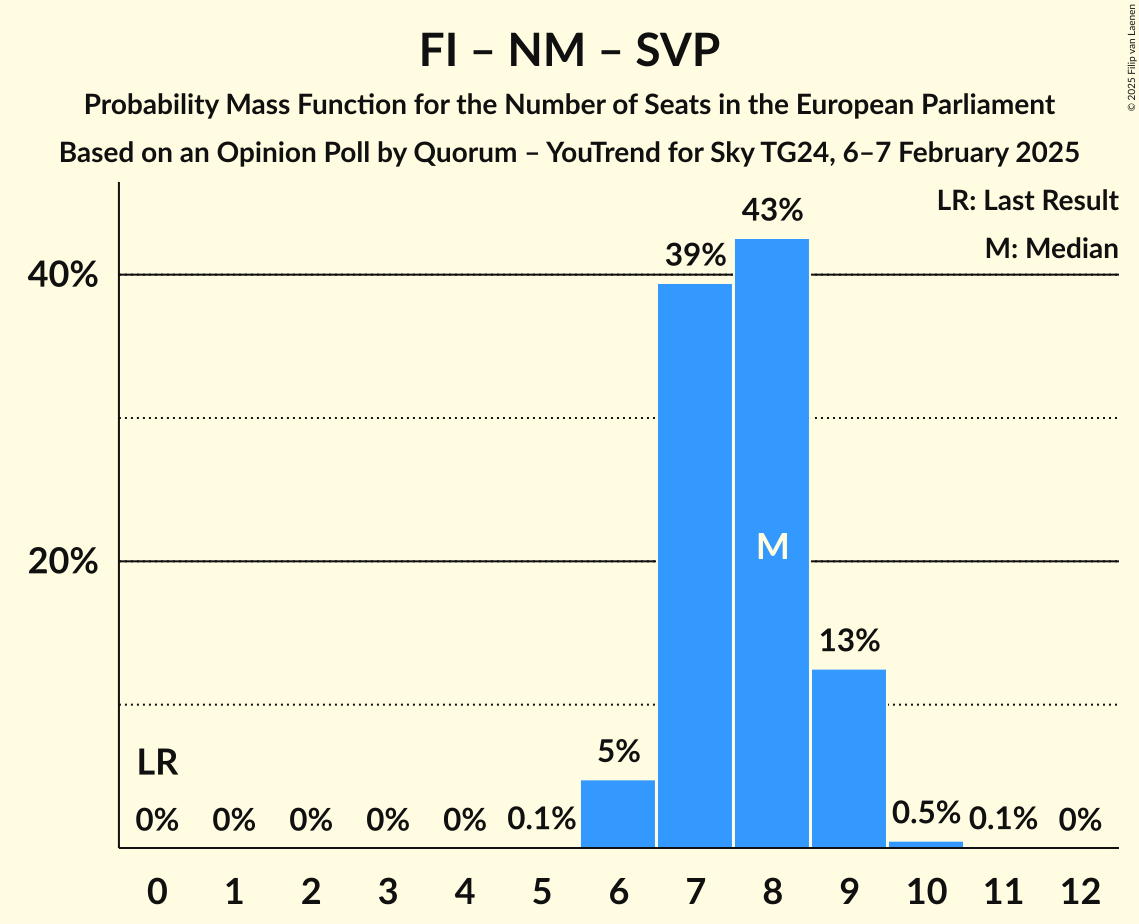 FI – NM – SVP
Probability Mass Function for the Number of Seats in the European Parliament
Based on an Opinion Poll by Quorum – YouTrend for Sky TG24, 6–7 February 2025
© 2025 Filip van Laenen
LR: Last Result
M: Median
43%
39%
40%
M
20%
13%
5%
LR
0% 0% 0% 0% 0% 0.1% 0.5% 0.1% 0%
0 1 2 3 4 5 6 7 8 9 10 11 12